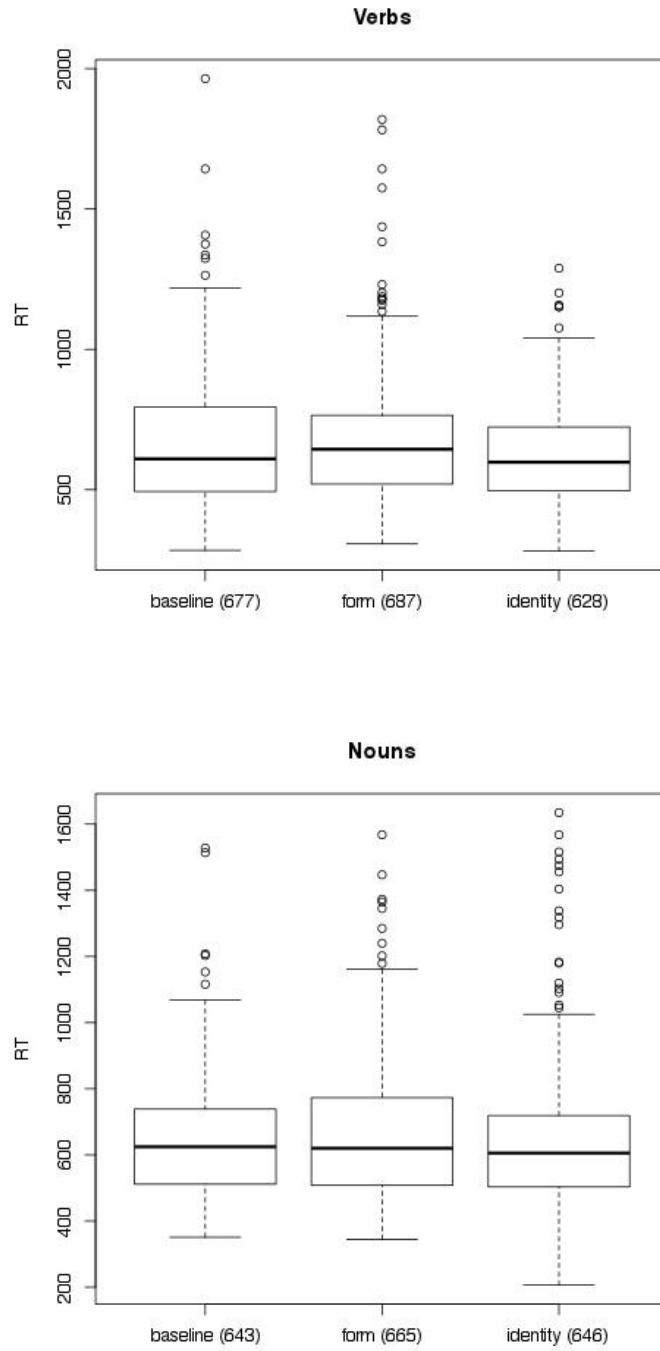 Verbs
2000
1500
1000
500
RT
baseline (677) form (687) identity (628)
Nouns
1600
1400
1200
1000
800
600
400
200
RT
baseline (643) form (665) identity (646)